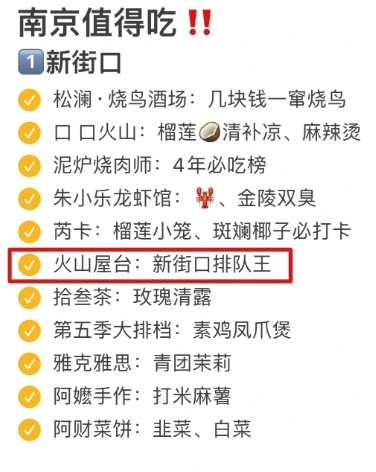 南京值得吃‼️
1️⃣新街口
松澜·烧鸟酒场：几块钱一窜烧鸟
口口火山：榴莲🥥清补凉、麻辣烫
泥炉烧肉师：4年必吃榜
朱小乐龙虾馆：🦞、金陵双臭
芮卡：榴莲小笼、斑斓椰子必打卡
火山屋台：新街口排队王
拾叁茶：玫瑰清露
第五季大排档：素鸡凤爪煲
雅克雅思：青团茉莉
阿嬷手作：打米麻薯
阿财菜饼：韭菜、白菜